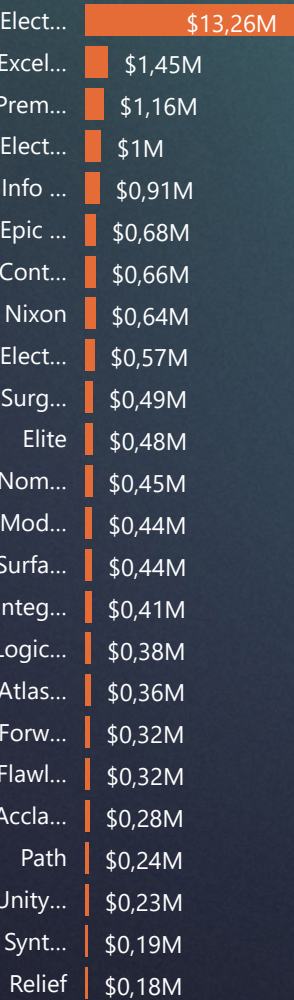 Elect... $13,26M
Excel... $1,45M
Prem... $1,16M
Elect... $1M
Info ... $0,91M
Epic ... $0,68M
Cont... $0,66M
Nixon $0,64M
Elect... $0,57M
Surg... $0,49M
Elite $0,48M
Nom... $0,45M
Mod... $0,44M
Surfa... $0,44M
nteg... $0,41M
Logic... $0,38M
Atlas... $0,36M
Forw... $0,32M
Flawl... $0,32M
Accla... $0,28M
Path $0,24M
Unity... $0,23M
Synt... $0,19M
Relief $0,18M